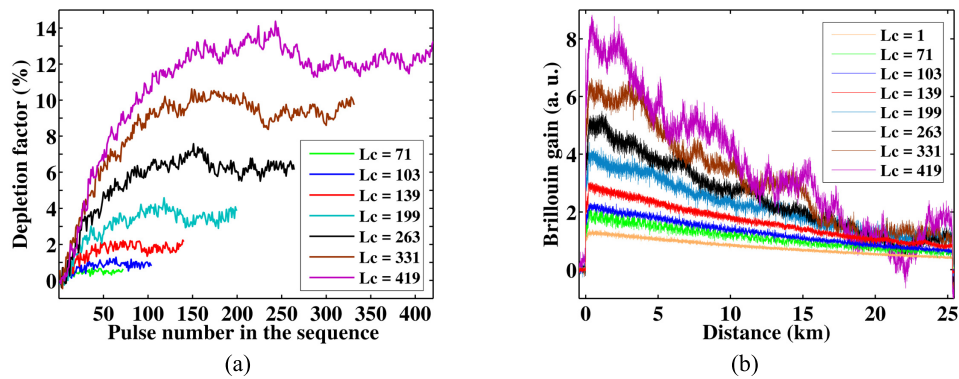 14
12
10
8
6
4
2
0
Depletion factor (%)
50 100 150 200 250 300 350 400
Pulse number in the sequence
Lc = 71
Lc = 103
Lc = 139
Lc = 199
Lc = 263
Lc = 331
Lc = 419
(a)
8
6
4
2
0
Brillouin gain (a. u.)
0 5 10 15 20 25
Distance (km)
Lc = 1
Lc = 71
Lc = 103
Lc = 139
Lc = 199
Lc = 263
Lc = 331
Lc = 419
(b)